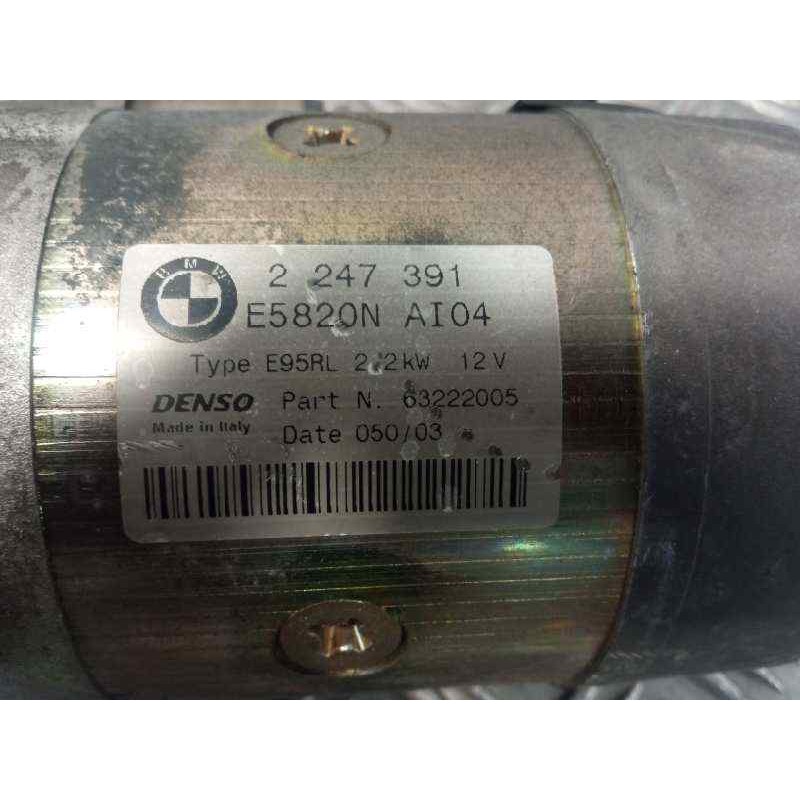 BMW
2 247 391
E5820N AI04
Type E95RL 2,2kW 12V
DENSO Part N. 63222005
Made in Italy
Date 050/03